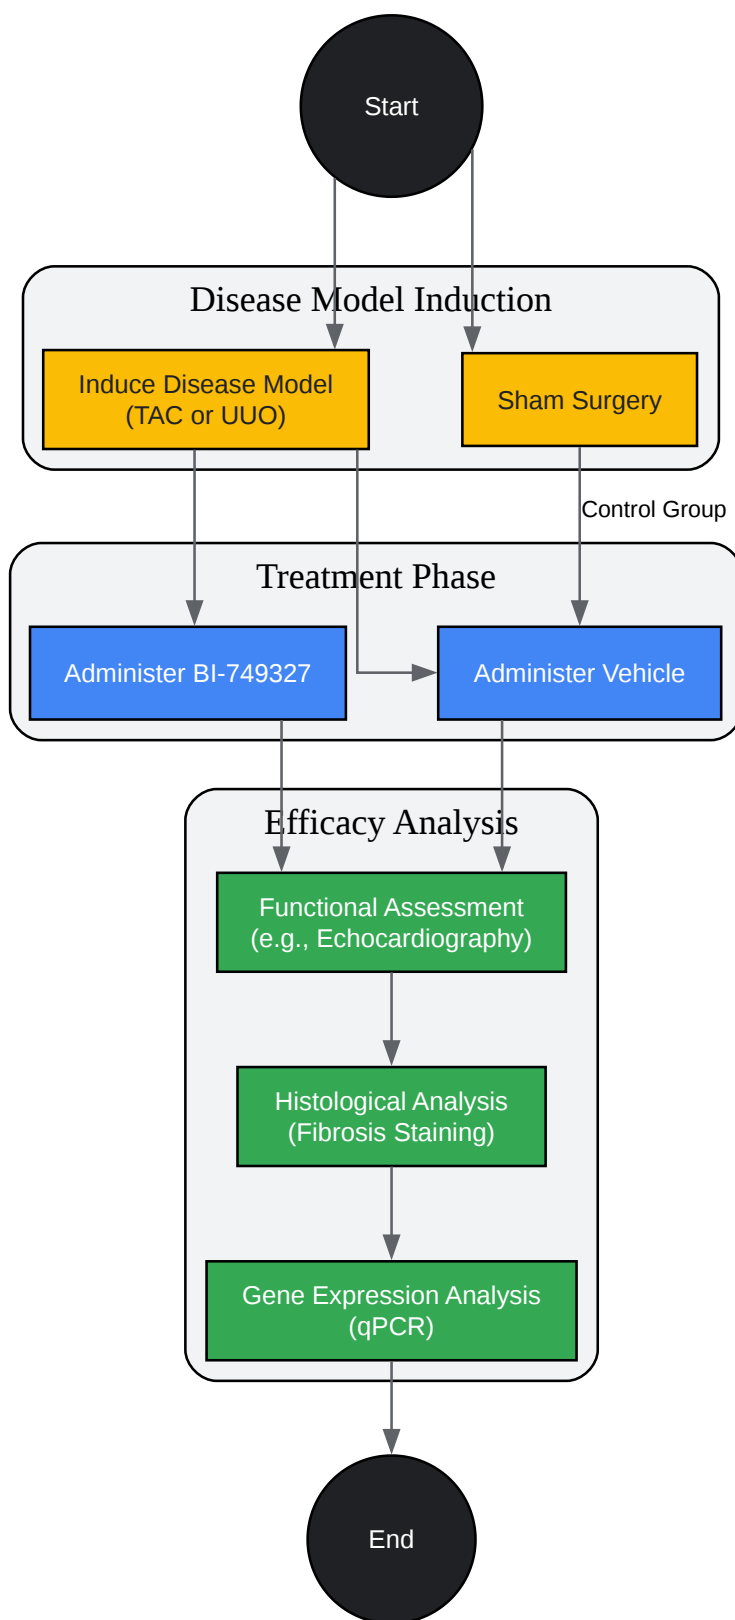 Start
Disease Model Induction
Induce Disease Model
(TAC or UUO)
Sham Surgery
Control Group
Treatment Phase
Administer BI-749327
Administer Vehicle
Efficacy Analysis
Functional Assessment
(e.g., Echocardiography)
Histological Analysis
(Fibrosis Staining)
Gene Expression Analysis
(qPCR)
End